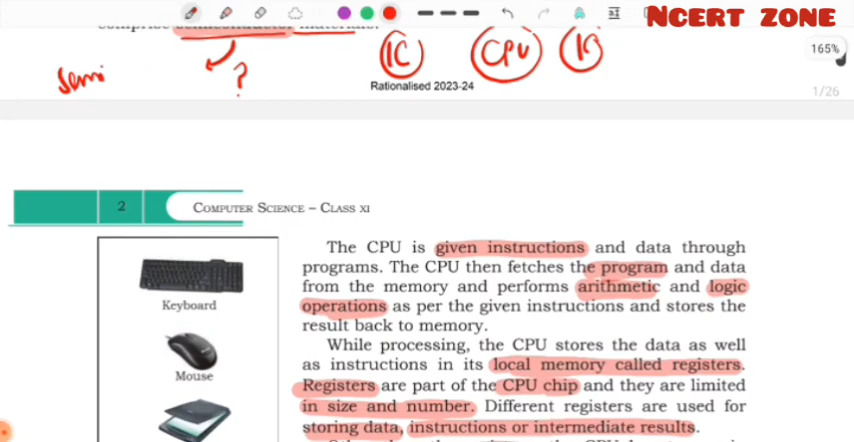 NCERT ZONE
comprise semiconductor materials.
IC CPU
165%
Semi
?
Rationalised 2023-24
1/26
2 COMPUTER SCIENCE – CLASS XI
The CPU is given instructions and data through
programs. The CPU then fetches the program and data
from the memory and performs arithmetic and logic
operations as per the given instructions and stores the
result back to memory.
While processing, the CPU stores the data as well
as instructions in its local memory called registers.
Registers are part of the CPU chip and they are limited
in size and number. Different registers are used for
storing data, instructions or intermediate results.
Keyboard
Mouse